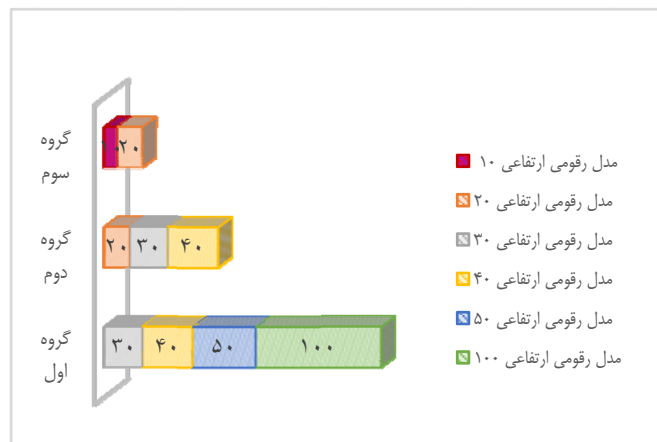 گروه
سوم
۲۰
گروه
دوم
۲۰ ۳۰ ۴۰
گروه
اول
۳۰ ۴۰ ۵۰ ۱۰۰
مدل رقومی ارتفاعی ۱۰
مدل رقومی ارتفاعی ۲۰
مدل رقومی ارتفاعی ۳۰
مدل رقومی ارتفاعی ۴۰
مدل رقومی ارتفاعی ۵۰
مدل رقومی ارتفاعی ۱۰۰